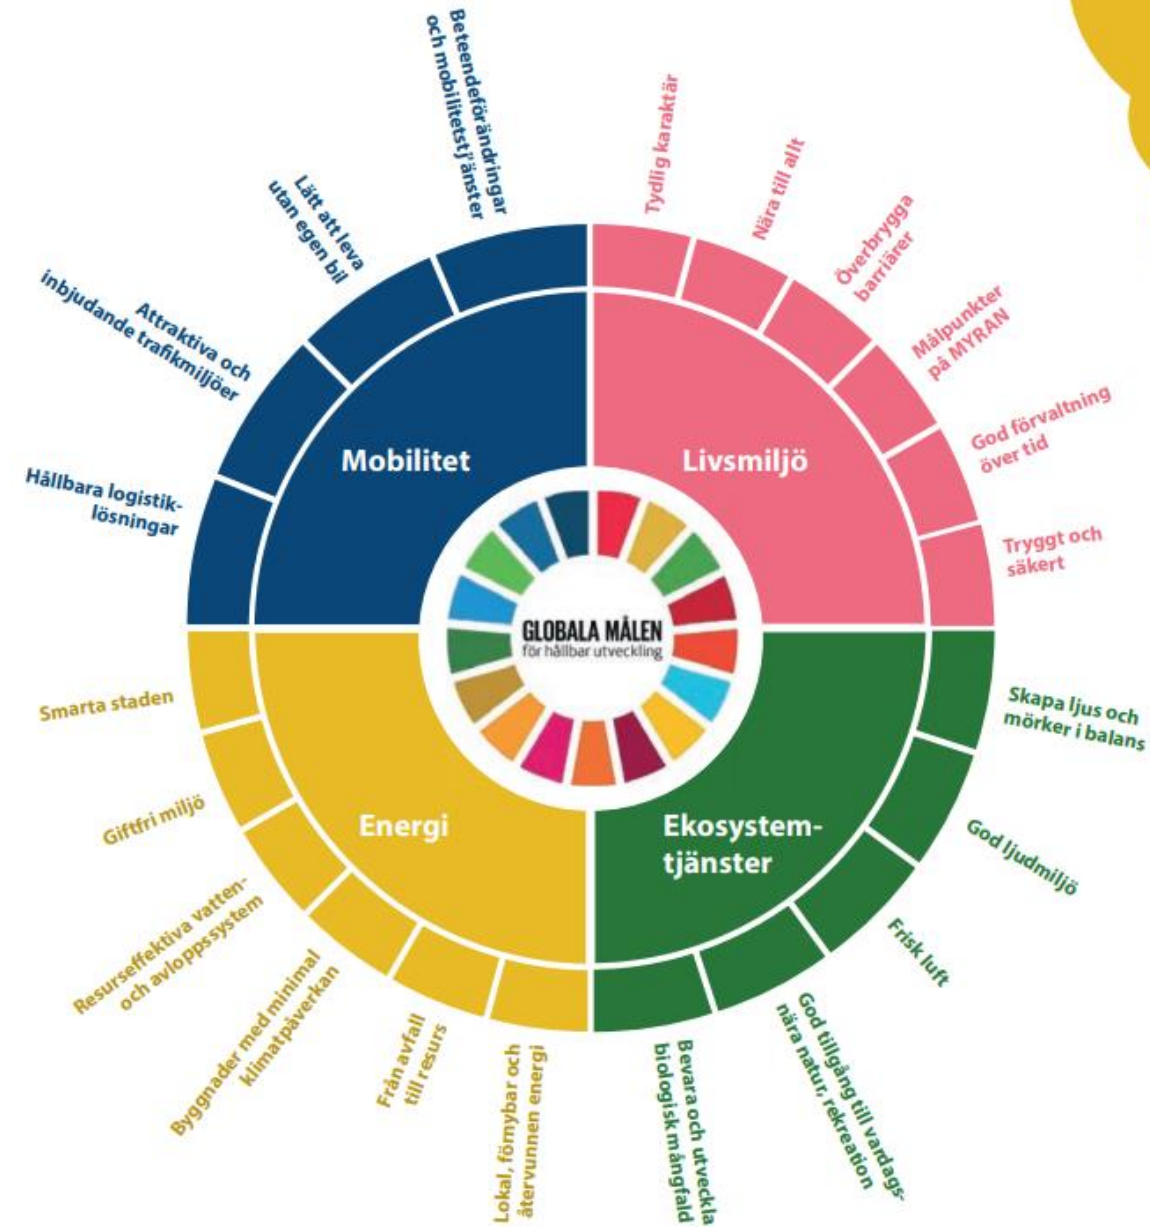 Beteendeförändringar
och mobilitetstjänster
Lätt att leva
utan egen bil
Attraktiva och
inbjudande trafikmiljöer
Hållbara logistik-
lösningar
Mobilitet
Tydlig karaktär
Nära till allt
Överbrygga
barriärer
Målpunkter
på MYRAN
God förvaltning
över tid
Tryggt och
säkert
Livsmiljö
GLOBALA MÅLEN
för hållbar utveckling
Smarta staden
Giftfri miljö
Resurseffektiva vatten-
och avloppssystem
Byggnader med minimal
klimatpåverkan
Från avfall
till resurs
Lokal, förnybar och
återvunnen energi
Energi
Ekosystem-
tjänster
Skapa ljus och
mörker i balans
God ljudmiljö
Frisk luft
God tillgång till vardags-
nära natur, rekreation
Bevara och utveckla
biologisk mångfald